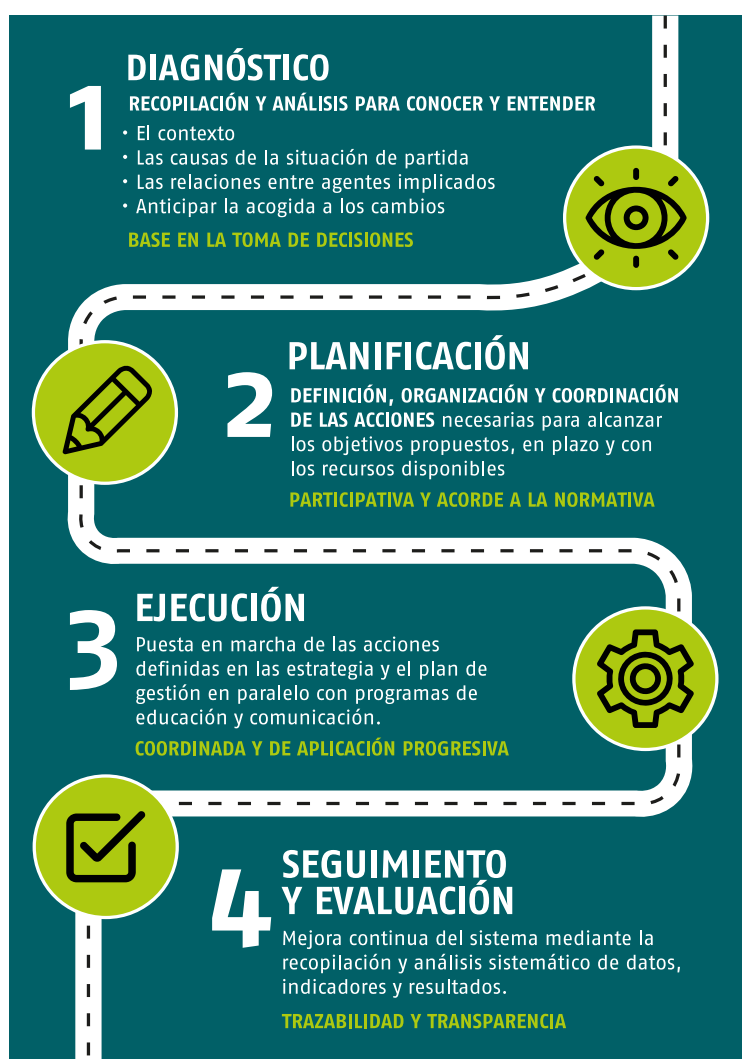 1
DIAGNÓSTICO
RECOPILACIÓN Y ANÁLISIS PARA CONOCER Y ENTENDER
· El contexto
· Las causas de la situación de partida
· Las relaciones entre agentes implicados
· Anticipar la acogida a los cambios
BASE EN LA TOMA DE DECISIONES
2
PLANIFICACIÓN
DEFINICIÓN, ORGANIZACIÓN Y COORDINACIÓN
DE LAS ACCIONES necesarias para alcanzar
los objetivos propuestos, en plazo y con
los recursos disponibles
PARTICIPATIVA Y ACORDE A LA NORMATIVA
3
EJECUCIÓN
Puesta en marcha de las acciones
definidas en las estrategia y el plan de
gestión en paralelo con programas de
educación y comunicación.
COORDINADA Y DE APLICACIÓN PROGRESIVA
4
SEGUIMIENTO
Y EVALUACIÓN
Mejora continua del sistema mediante la
recopilación y análisis sistemático de datos,
indicadores y resultados.
TRAZABILIDAD Y TRANSPARENCIA